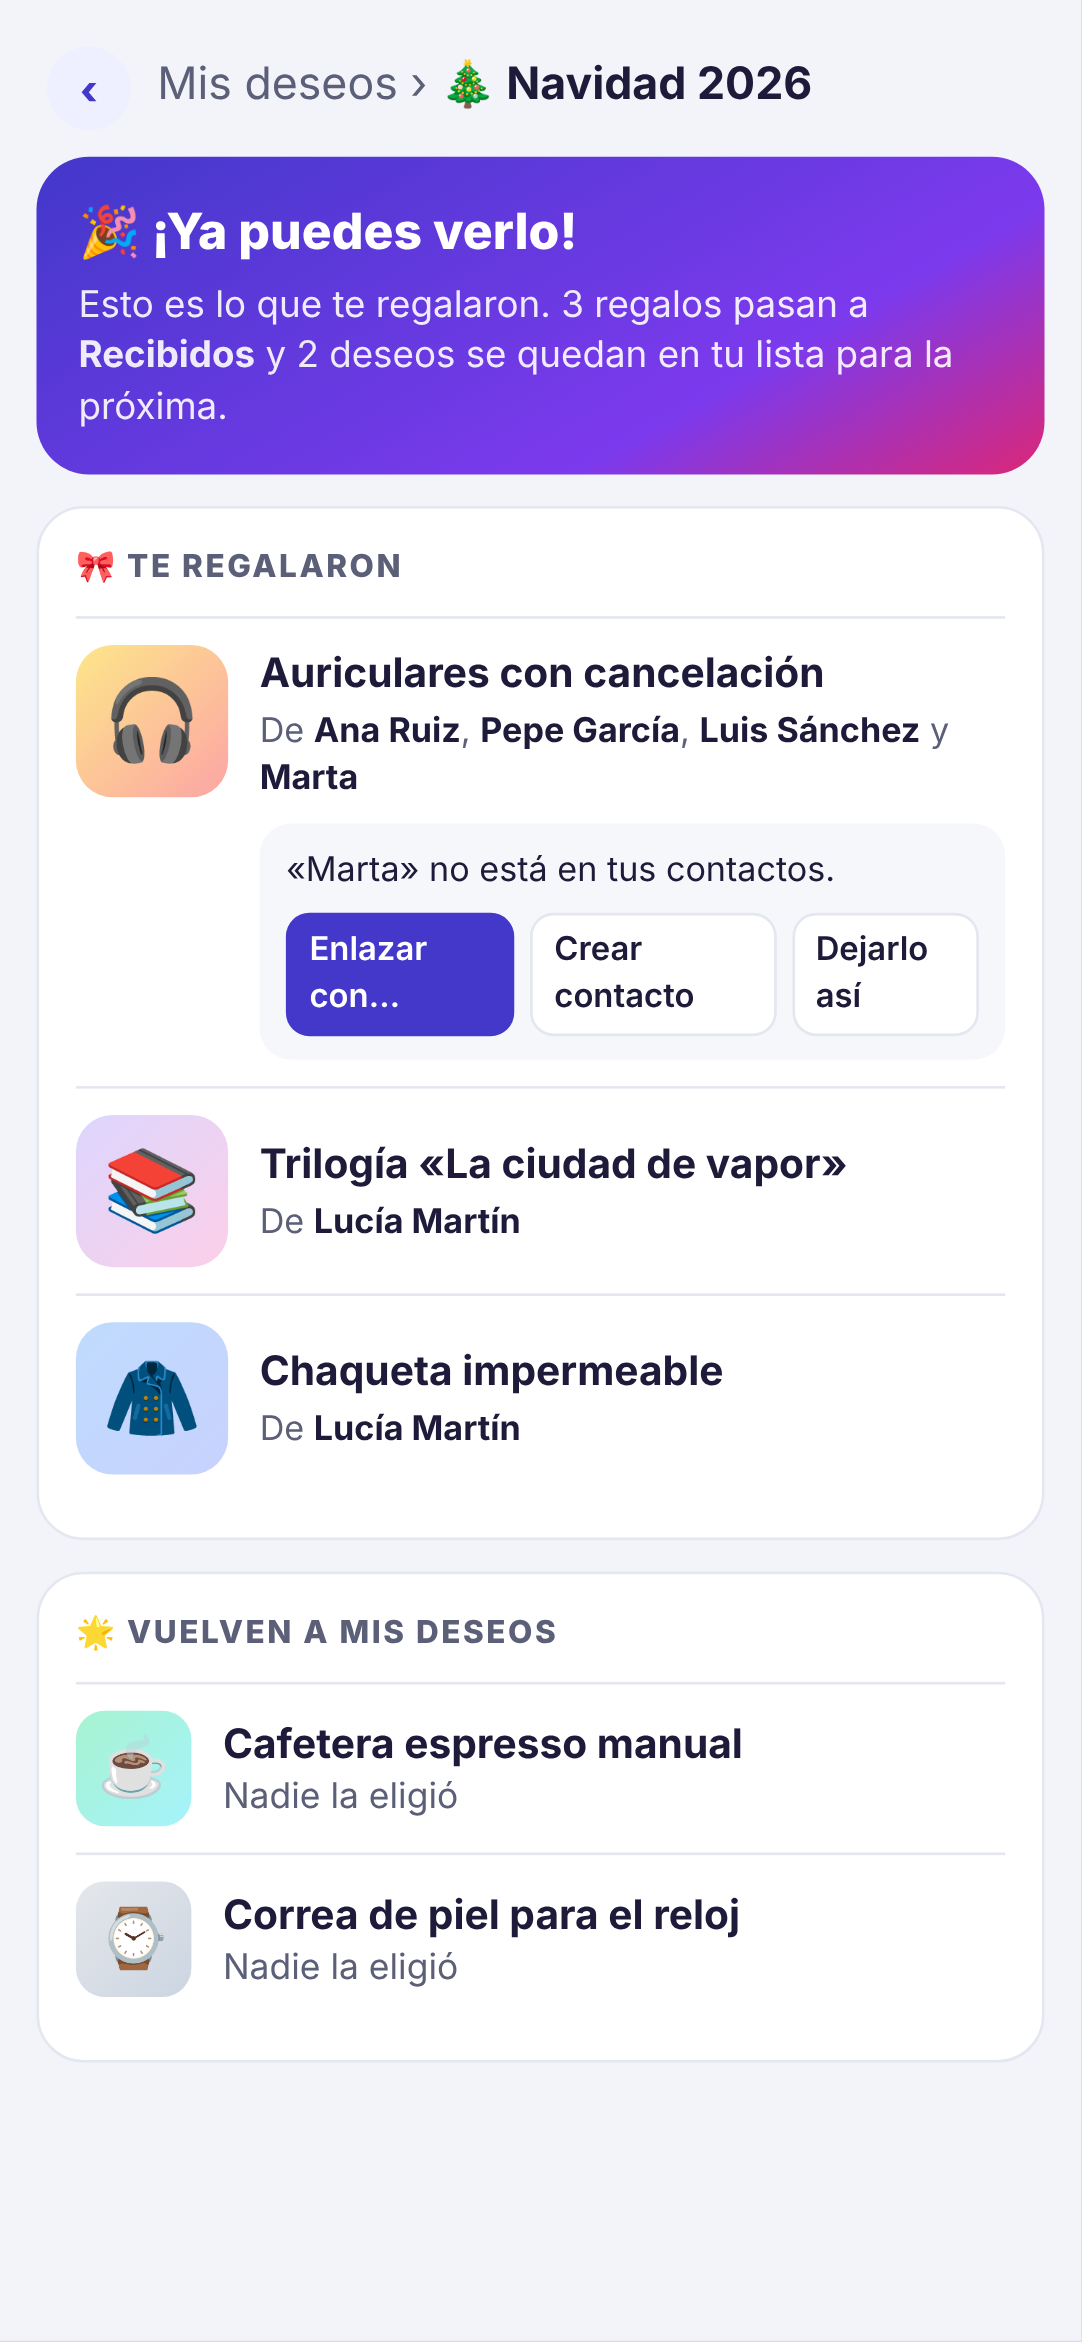 ‹ Mis deseos › 🎄 Navidad 2026
🎉 ¡Ya puedes verlo!
Esto es lo que te regalaron. 3 regalos pasan a
Recibidos y 2 deseos se quedan en tu lista para la
próxima.
🎀 TE REGALARON
Auriculares con cancelación
De Ana Ruiz, Pepe García, Luis Sánchez y
Marta
«Marta» no está en tus contactos.
Enlazar
con...
Crear
contacto
Dejarlo
así
Trilogía «La ciudad de vapor»
De Lucía Martín
Chaqueta impermeable
De Lucía Martín
🌟 VUELVEN A MIS DESEOS
Cafetera espresso manual
Nadie la eligió
Correa de piel para el reloj
Nadie la eligió